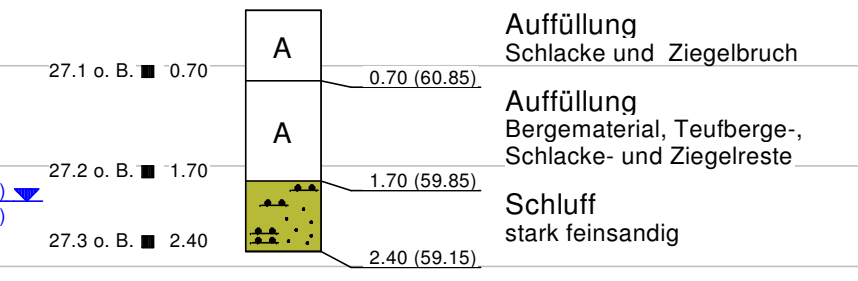 Auffüllung
Schlacke und Ziegelbruch
A
27.1 o. B. 0.70
0.70 (60.85)
Auffüllung
Bergematerial, Teufberge-,
Schlacke- und Ziegelreste
A
27.2 o. B. 1.70
1.70 (59.85)
)
)
Schluff
stark feinsandig
27.3 o. B. 2.40
2.40 (59.15)